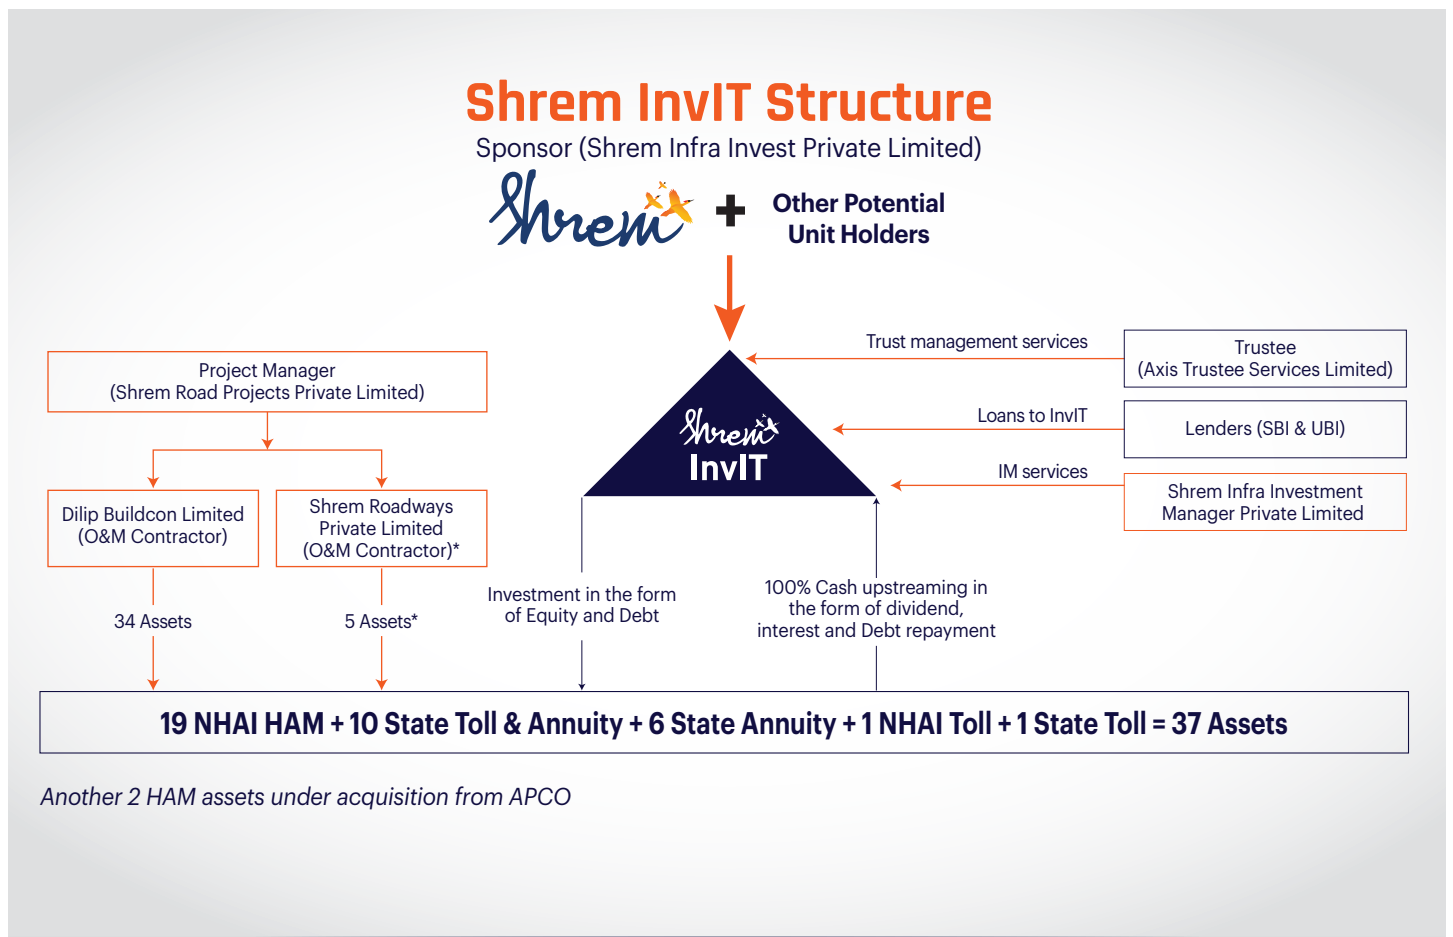 Shrem InvIT Structure
Sponsor (Shrem Infra Invest Private Limited)
Shrem
+
Other Potential
Unit Holders
Project Manager
(Shrem Road Projects Private Limited)
Dilip Buildcon Limited
(O&M Contractor)
Shrem Roadways
Private Limited
(O&M Contractor)*
34 Assets
5 Assets*
Shrem
InvIT
Trust management services
Trustee
(Axis Trustee Services Limited)
Loans to InvIT
Lenders (SBI & UBI)
IM services
Shrem Infra Investment
Manager Private Limited
Investment in the form
of Equity and Debt
100% Cash upstreaming in
the form of dividend,
interest and Debt repayment
19 NHAI HAM + 10 State Toll & Annuity + 6 State Annuity + 1 NHAI Toll + 1 State Toll = 37 Assets
Another 2 HAM assets under acquisition from APCO